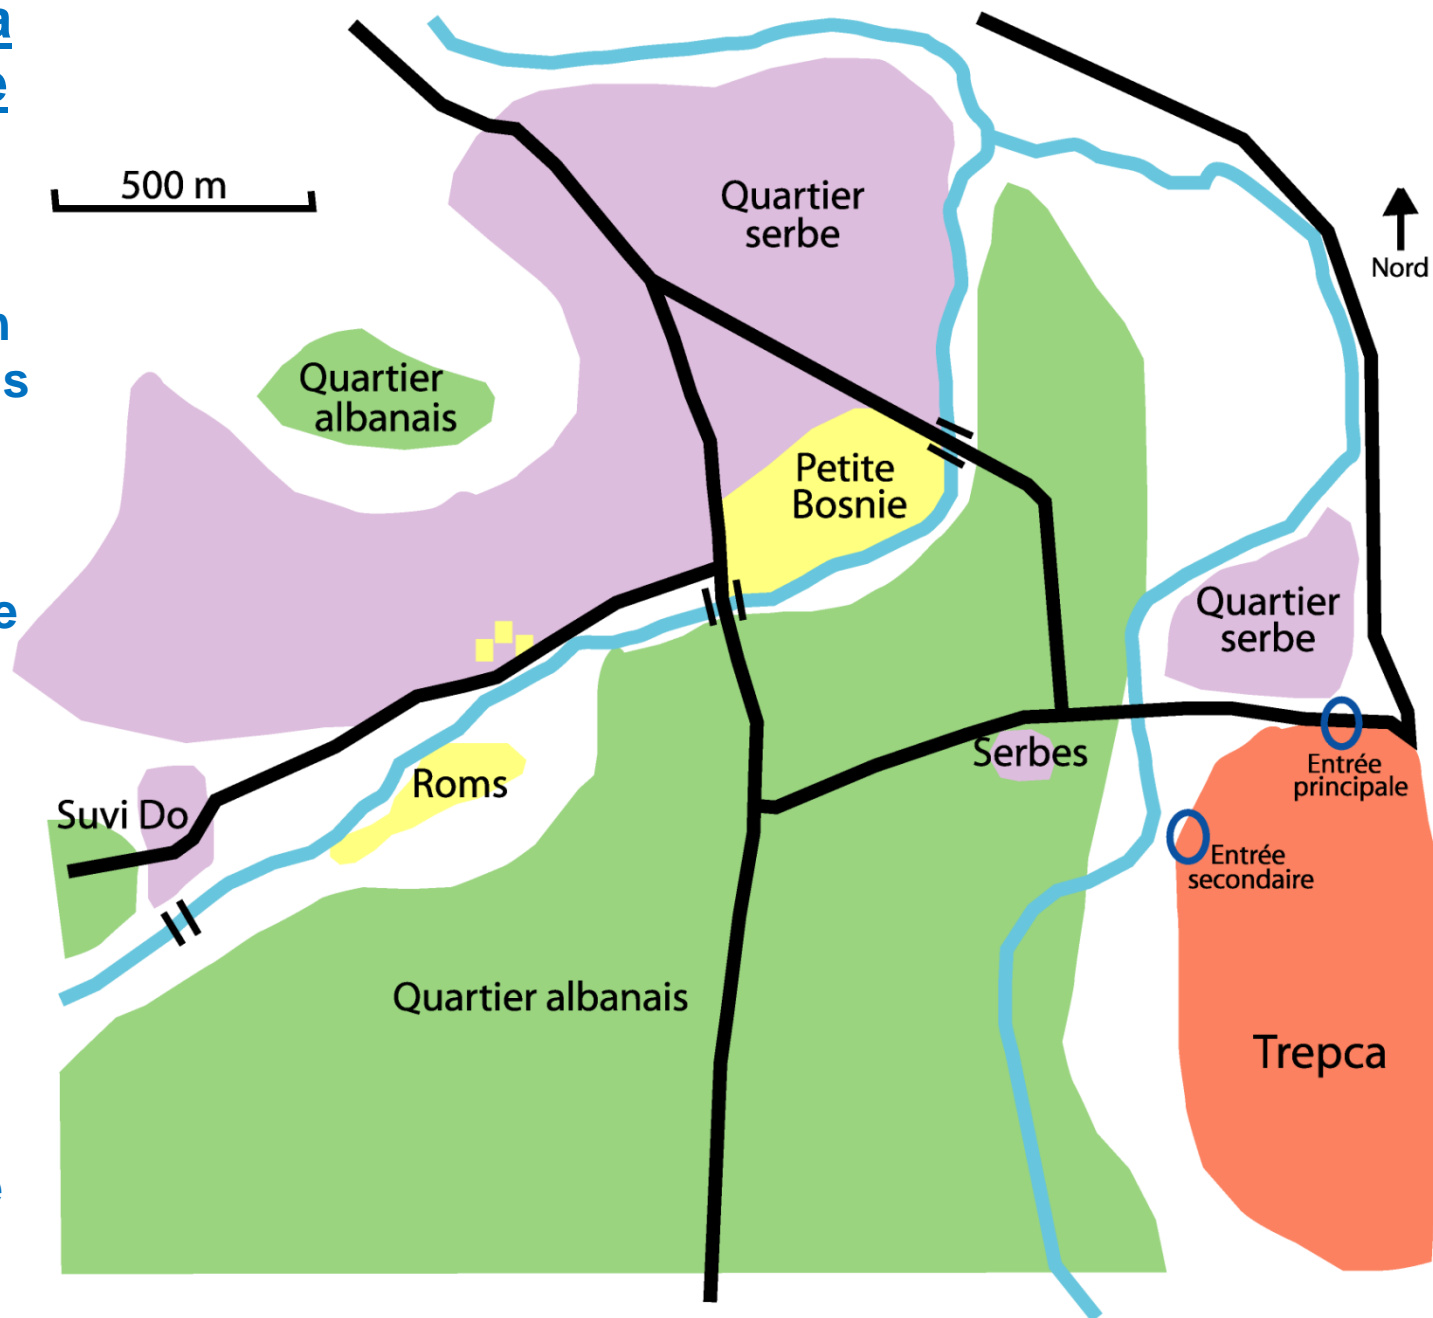 a
e
500 m
Quartier
serbe
Nord
n
Quartier
albanais
s
Petite
Bosnie
e
Quartier
serbe
Serbes
Entrée
principale
Roms
Suvi Do
Entrée
secondaire
Quartier albanais
Trepca
e